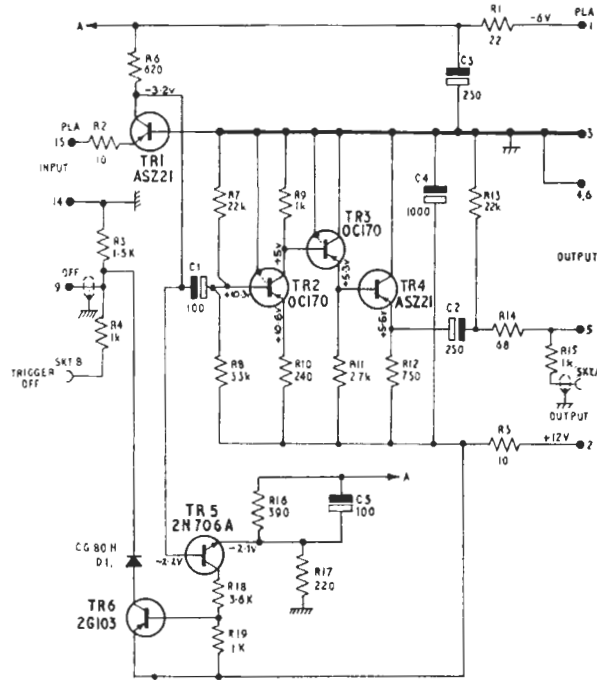 A
R1
22
-6V
PLA
1
R6
620
C3
250
-3.2V
PLA
15
R2
10
INPUT
TR1
ASZ21
3
14
R7
22k
R9
1k
TR3
OC170
C4
1000
R13
22k
4,6
R3
1.5K
OFF
9
C1
100
+5V
TR2
OC170
+5.3V
TR4
ASZ21
OUTPUT
R4
1k
+10.6V
+5.6V
C2
250
R14
68
5
SKT B
TRIGGER
OFF
R8
33k
R10
240
R11
2.7k
R12
750
R15
1k
SKTA
OUTPUT
R5
10
+12V
2
A
R16
390
C5
100
TR5
2N706A
-2.1V
-2.2V
CG80H
D1.
R17
220
R18
3.6K
TR6
2G103
R19
1K